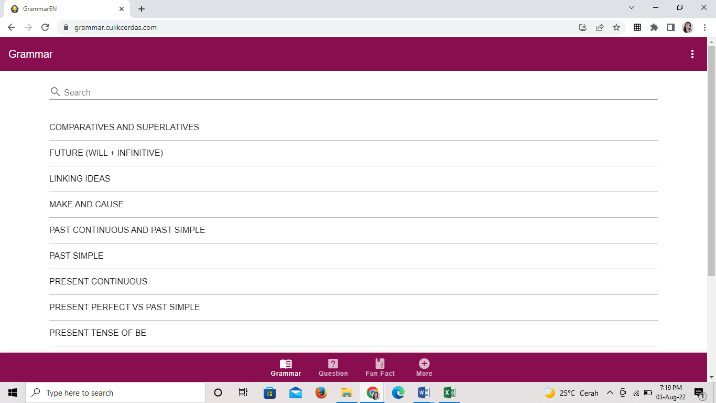 GrammarEN
grammar.culikcerdas.com
Grammar
Search
COMPARATIVES AND SUPERLATIVES
FUTURE (WILL + INFINITIVE)
LINKING IDEAS
MAKE AND CAUSE
PAST CONTINUOUS AND PAST SIMPLE
PAST SIMPLE
PRESENT CONTINUOUS
PRESENT PERFECT VS PAST SIMPLE
PRESENT TENSE OF BE
Grammar Question Fun Fact More
Type here to search
25°C Cerah
7:19 PM
03-Aug-22